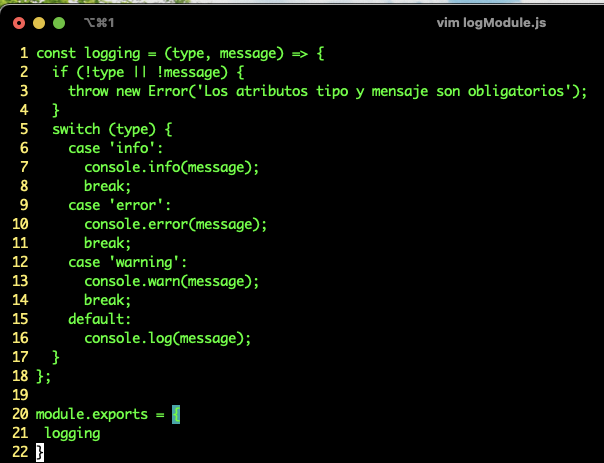 ⌥⌘1 vim logModule.js
1 const logging = (type, message) => {
2   if (!type || !message) {
3     throw new Error('Los atributos tipo y mensaje son obligatorios');
4   }
5   switch (type) {
6     case 'info':
7       console.info(message);
8       break;
9     case 'error':
10       console.error(message);
11       break;
12     case 'warning':
13       console.warn(message);
14       break;
15     default:
16       console.log(message);
17   }
18 };
19
20 module.exports = {
21  logging
22 }